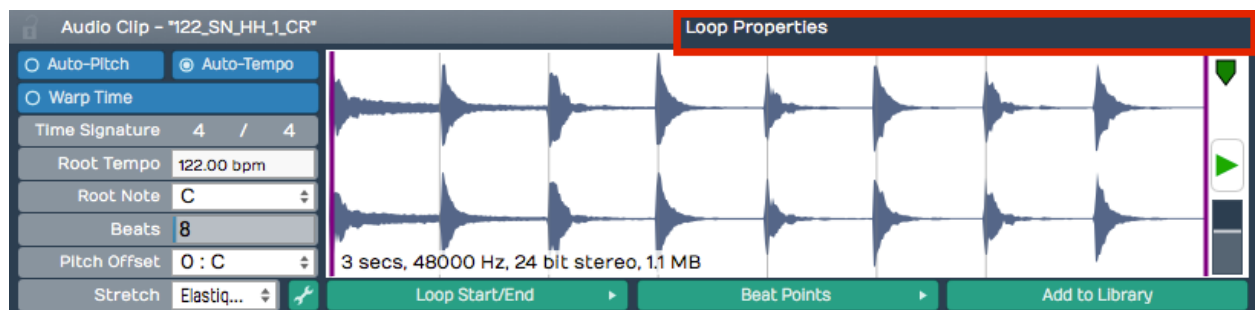 Audio Clip - "122_SN_HH_1_CR"
Loop Properties
Auto-Pitch
Auto-Tempo
Warp Time
Time Signature 4 / 4
Root Tempo 122.00 bpm
Root Note C
Beats 8
Pitch Offset 0 : C
Stretch Elastiq...
3 secs, 48000 Hz, 24 bit stereo, 1.1 MB
Loop Start/End
Beat Points
Add to Library